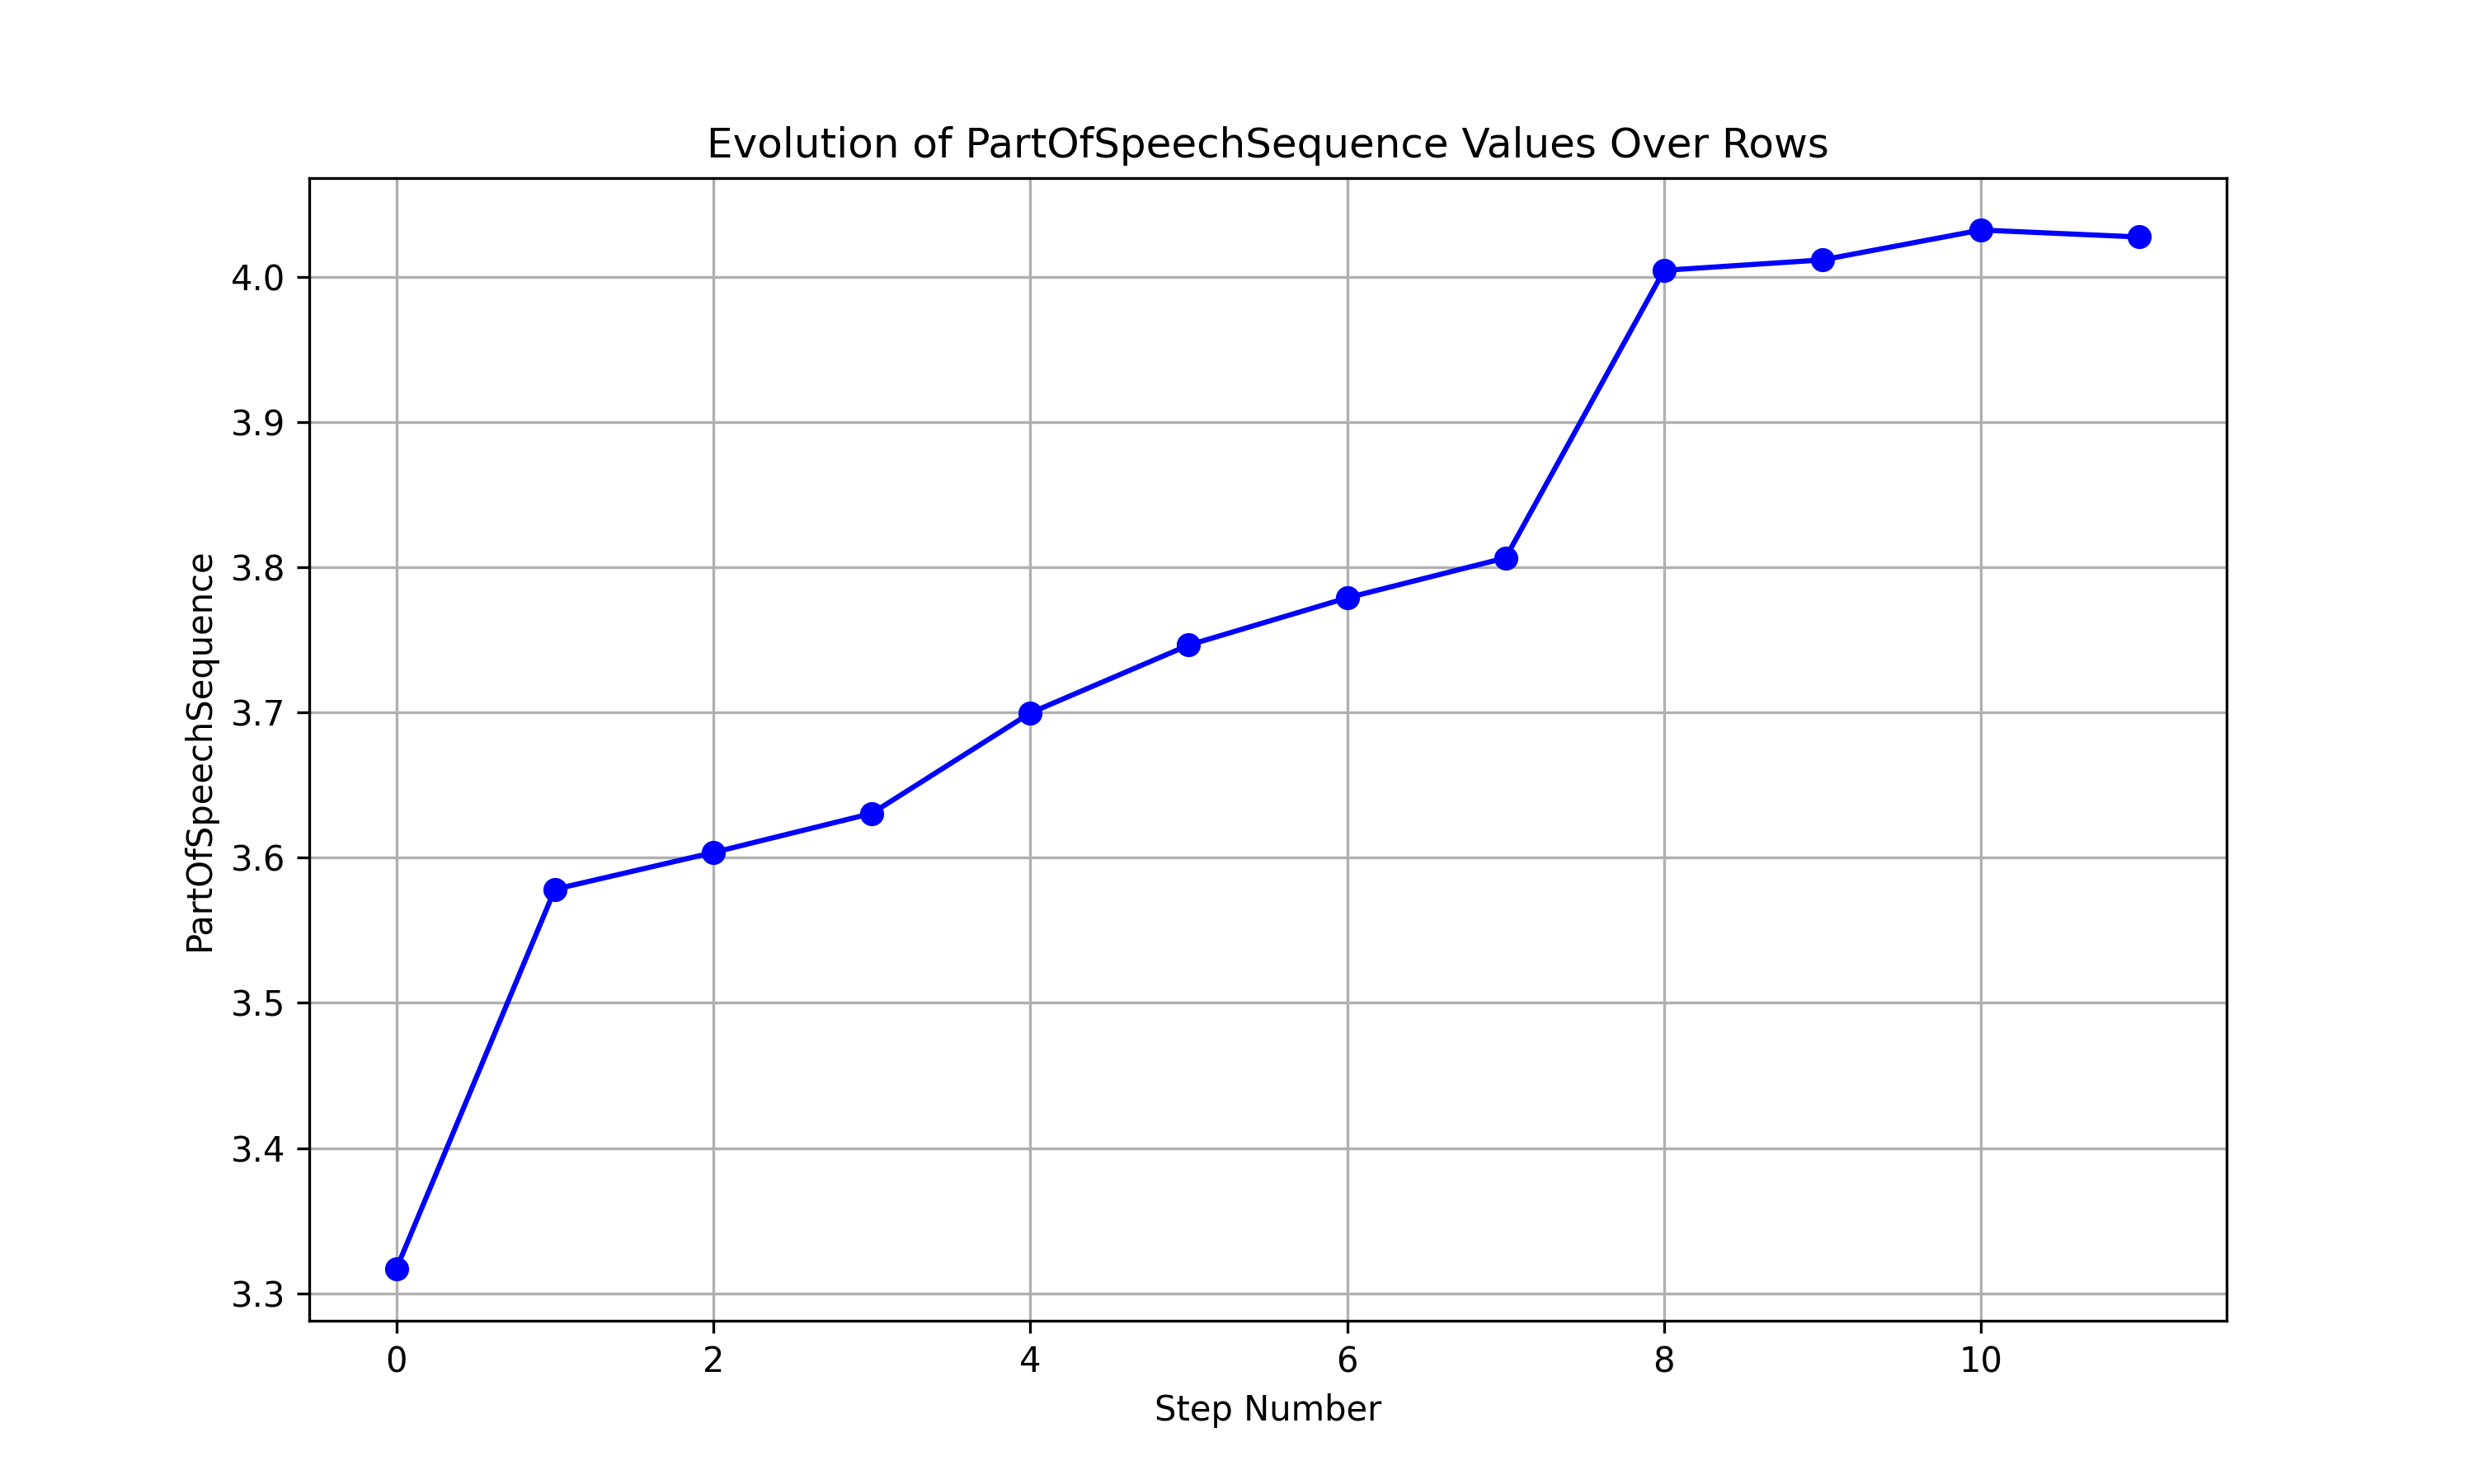 Evolution of PartOfSpeechSequence Values Over Rows
PartOfSpeechSequence
4.0
3.9
3.8
3.7
3.6
3.5
3.4
3.3
0 2 4 6 8 10
Step Number